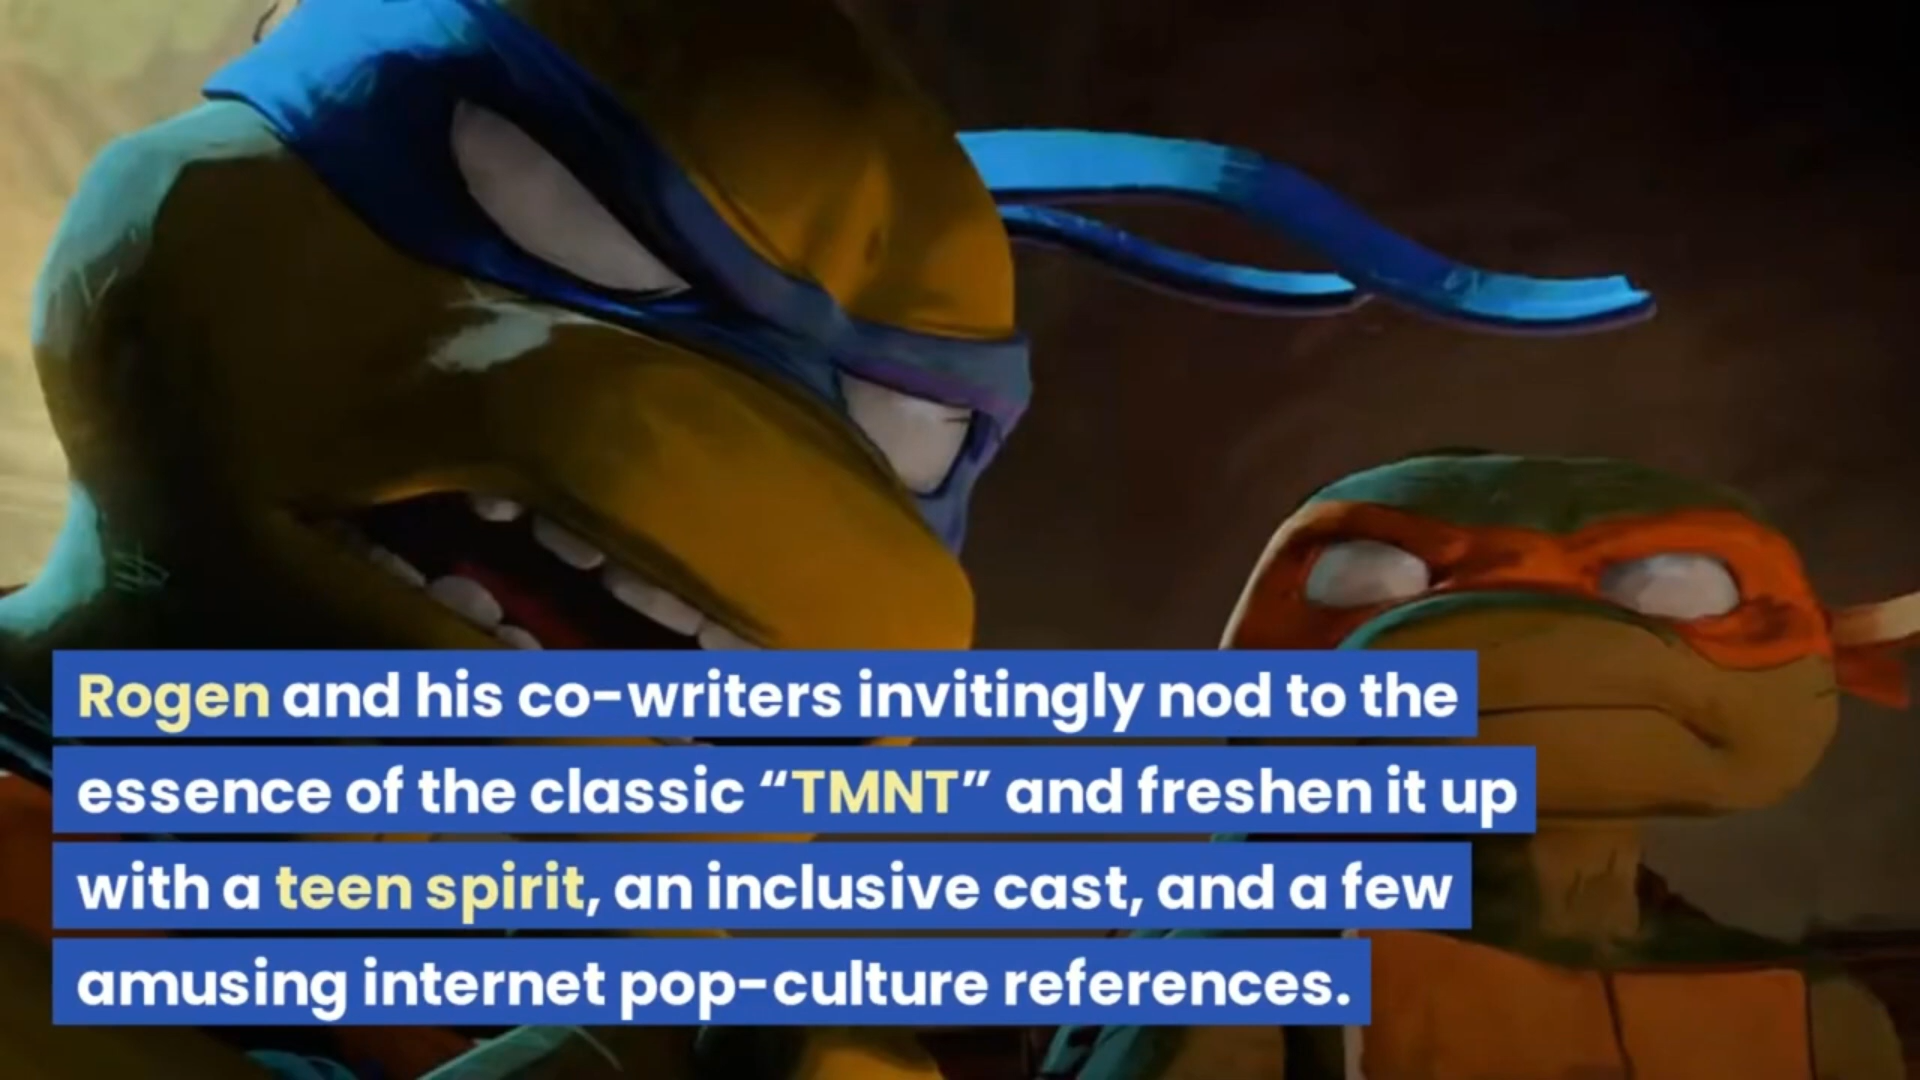 Rogen and his co-writers invitingly nod to the
essence of the classic “TMNT” and freshen it up
with a teen spirit, an inclusive cast, and a few
amusing internet pop-culture references.